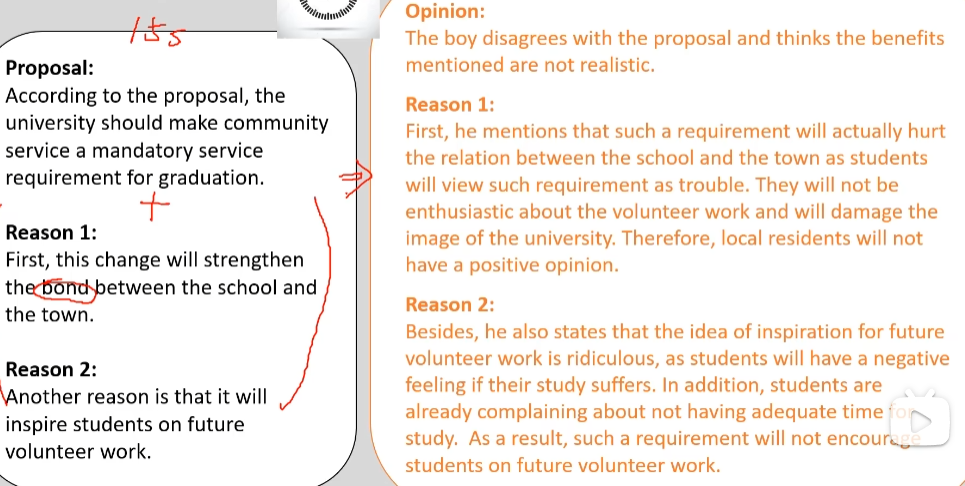 15s
Proposal:
According to the proposal, the
university should make community
service a mandatory service
requirement for graduation.
+
Reason 1:
First, this change will strengthen
the bond between the school and
the town.
Reason 2:
Another reason is that it will
inspire students on future
volunteer work.
Opinion:
The boy disagrees with the proposal and thinks the benefits
mentioned are not realistic.
Reason 1:
First, he mentions that such a requirement will actually hurt
the relation between the school and the town as students
will view such requirement as trouble. They will not be
enthusiastic about the volunteer work and will damage the
image of the university. Therefore, local residents will not
have a positive opinion.
Reason 2:
Besides, he also states that the idea of inspiration for future
volunteer work is ridiculous, as students will have a negative
feeling if their study suffers. In addition, students are
already complaining about not having adequate time for
study. As a result, such a requirement will not encourage
students on future volunteer work.